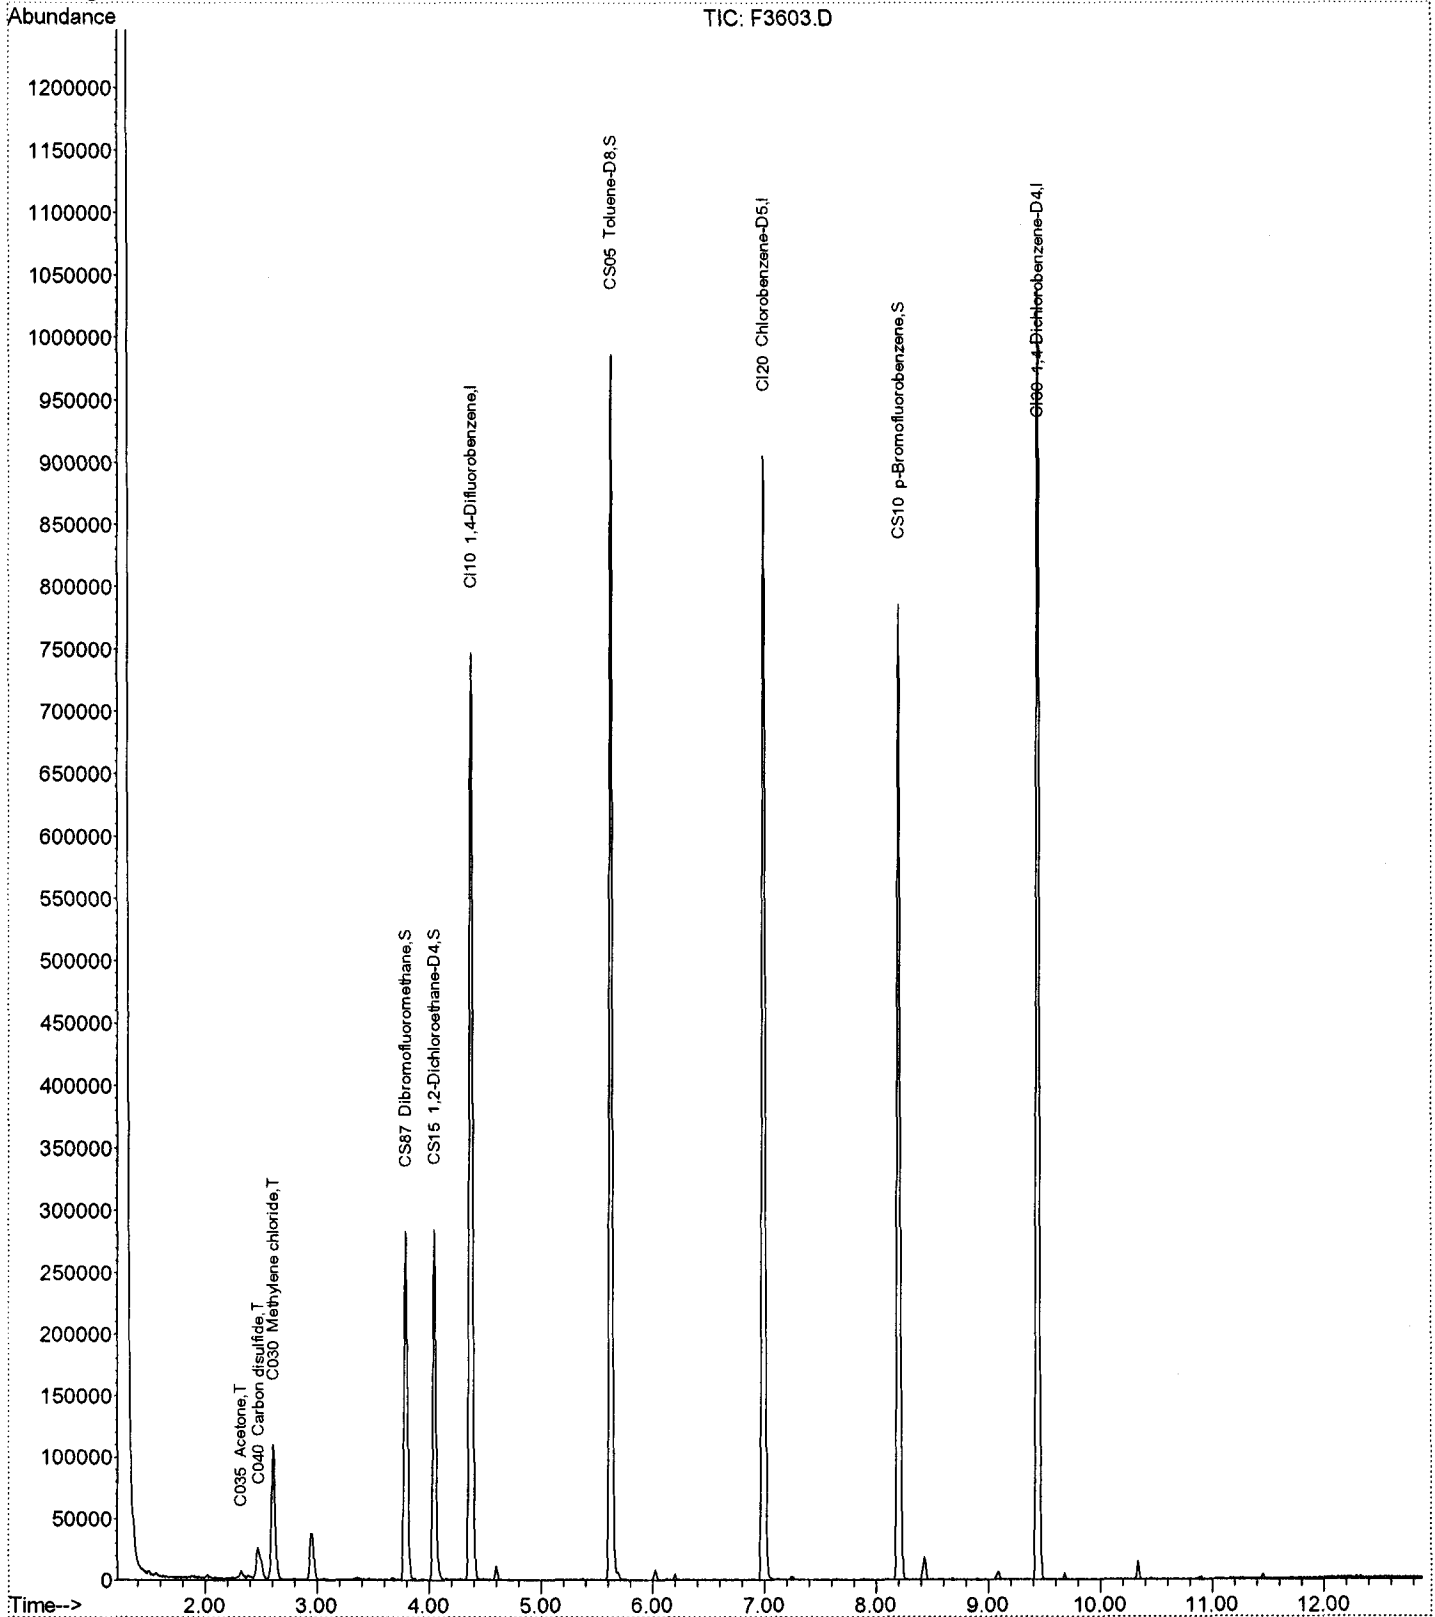 Abundance
TIC: F3603.D
1200000
1150000
1100000
1050000
1000000
950000
900000
850000
800000
750000
700000
650000
600000
550000
500000
450000
400000
350000
300000
250000
200000
150000
100000
50000
0
C035 Acetone,T
C040 Carbon disulfide,T
C030 Methylene chloride,T
CS87 Dibromofluoromethane,S
CS15 1,2-Dichloroethane-D4,S
CI10 1,4-Difluorobenzene,I
CS05 Toluene-D8,S
CI20 Chlorobenzene-D5,I
CS10 p-Bromofluorobenzene,S
CI30 1,4-Dichlorobenzene-D4,I
Time-->
2.00 3.00 4.00 5.00 6.00 7.00 8.00 9.00 10.00 11.00 12.00